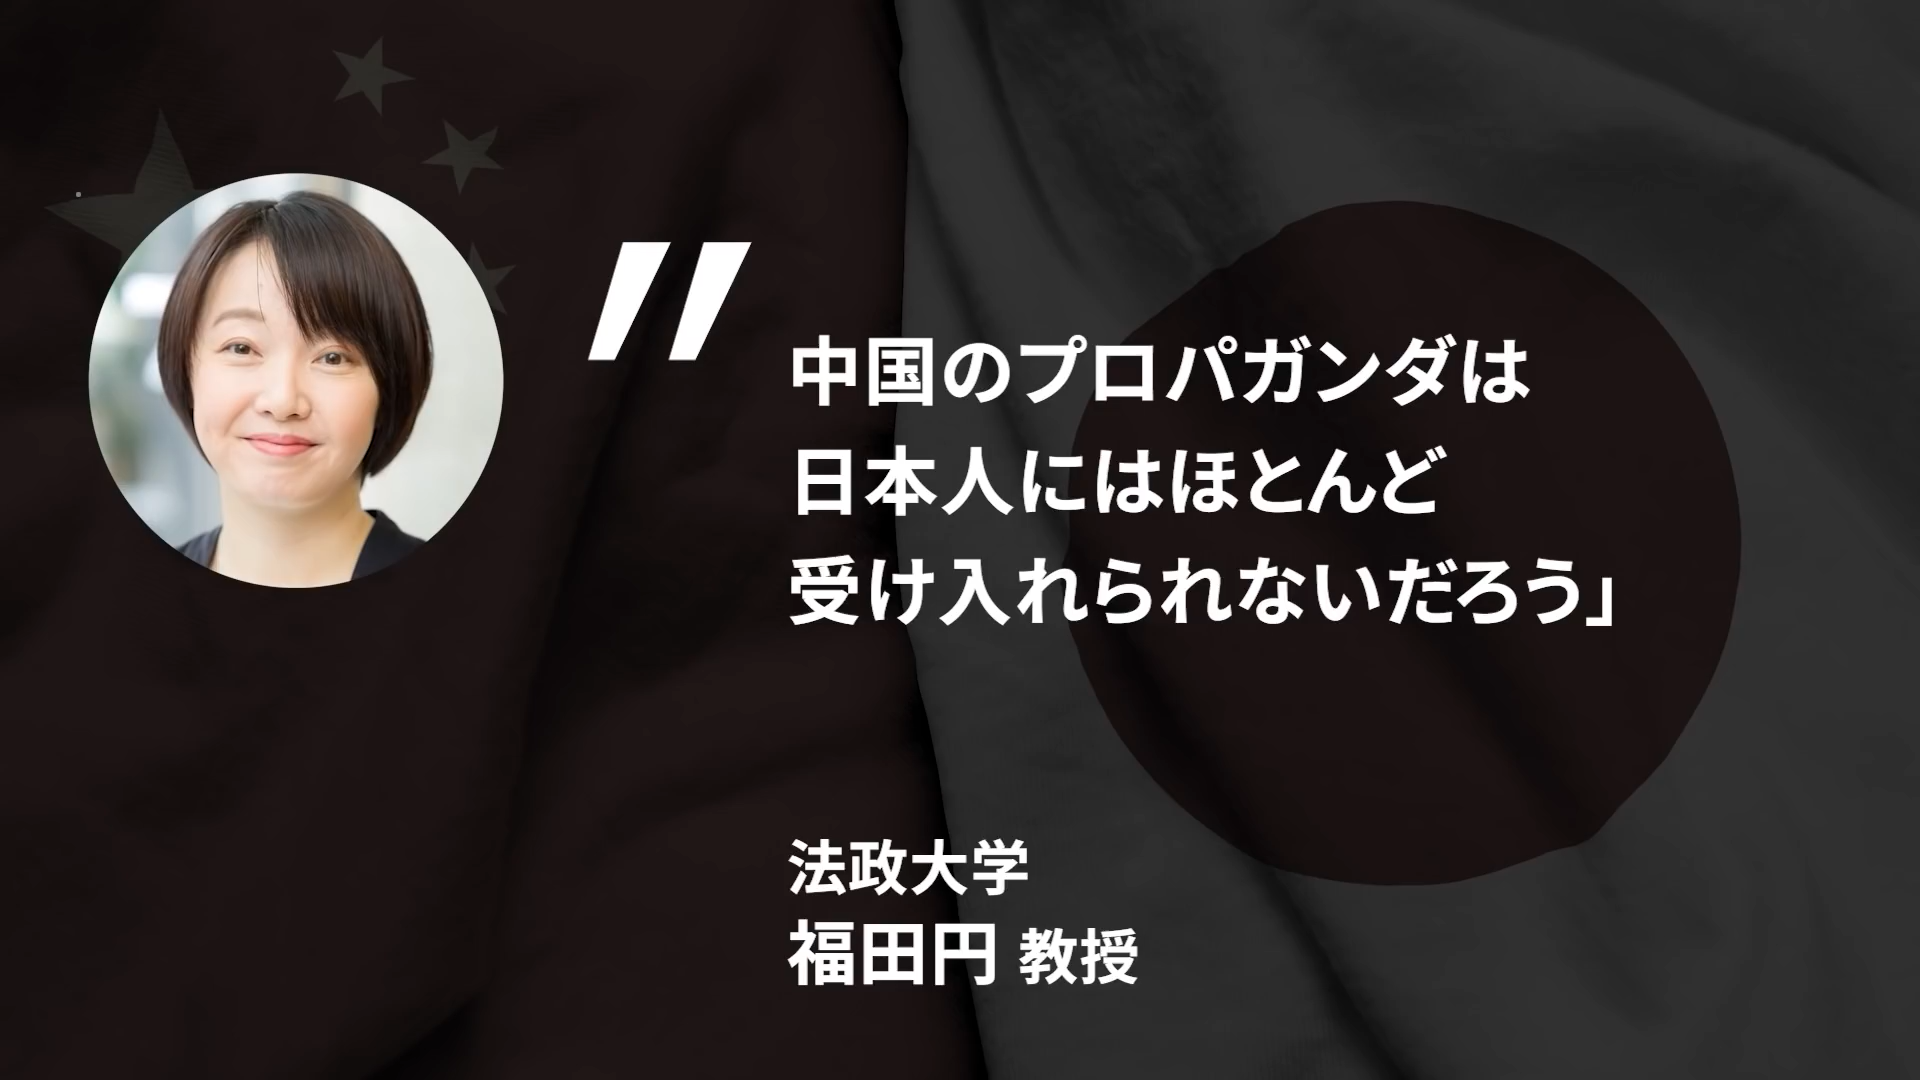 〃
中国のプロパガンダは
日本人にはほとんど
受け入れられないだろう」
法政大学
福田円 教授